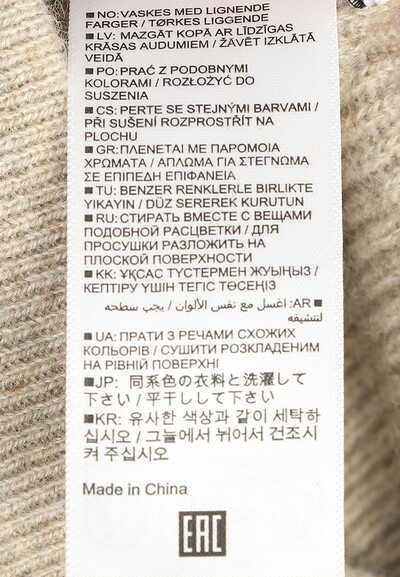 ■NO:VASKES MED LIGNENDE
FARGER / TØRKES LIGGENDE
■LV: MAZGĀT KOPĀ AR LĪDZĪGAS
KRĀSAS AUDUMIEM / ŽĀVĒT IZKLĀTĀ
VEIDĀ
■PO:PRAĆ Z PODOBNYMI
KOLORAMI / ROZŁOŻYĆ DO
SUSZENIA
■CS: PERTE SE STEJNÝMI BARVAMI /
PŘI SUŠENÍ ROZPROSTŘÍT NA
PLOCHU
■GR:ΠΛΕΝΕΤΑΙ ΜΕ ΠΑΡΟΜΟΙΑ
ΧΡΩΜΑΤΑ / ΑΠΛΩΜΑ ΓΙΑ ΣΤΕΓΝΩΜΑ
ΣΕ ΕΠΙΠΕΔΗ ΕΠΙΦΑΝΕΙΑ
■TU: BENZER RENKLERLE BIRLIKTE
YIKAYIN / DÜZ SEREREK KURUTUN
■RU: СТИРАТЬ ВМЕСТЕ С ВЕЩАМИ
ПОДОБНОЙ РАСЦВЕТКИ / ДЛЯ
ПРОСУШКИ РАЗЛОЖИТЬ НА
ПЛОСКОЙ ПОВЕРХНОСТИ
■KK: ҰҚСАС ТҮСТЕРМЕН ЖУЫҢЫЗ /
КЕПТІРУ ҮШІН ТЕГІС ТӨСЕҢІЗ
■AR: اغسل مع نفس الألوان / يجب سطحه
لتنشيفه
■UA: ПРАТИ З РЕЧАМИ СХОЖИХ
КОЛЬОРІВ / СУШИТИ РОЗКЛАДЕНИМ
НА РІВНІЙ ПОВЕРХНІ
■JP: 同系色の衣料と洗濯して
下さい / 平干しして下さい
■KR: 유사한 색상과 같이 세탁하
십시오 / 그늘에서 뉘어서 건조시
켜 주십시오
Made in China
EAC